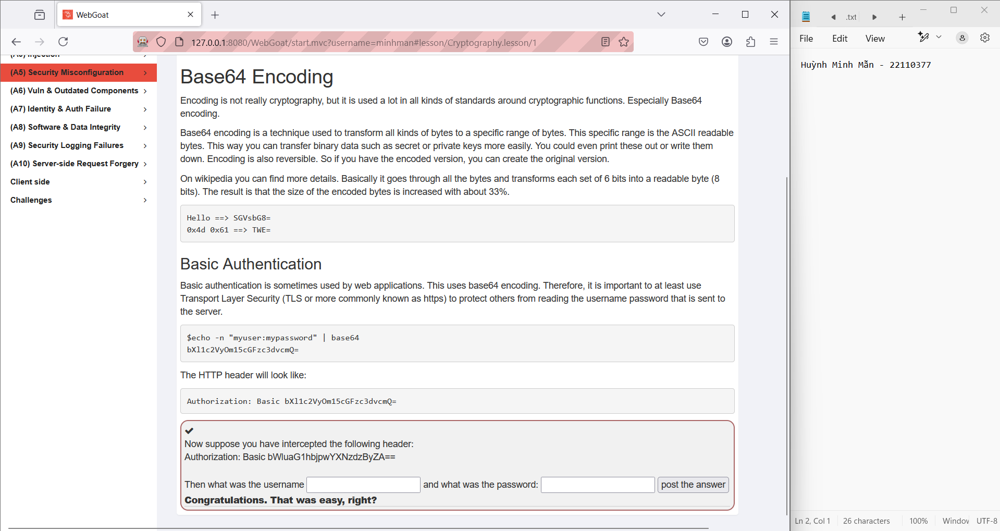 WebGoat
127.0.0.1:8080/WebGoat/start.mvc?username=minhman#lesson/Cryptography.lesson/1
(A5) Security Misconfiguration
(A6) Vuln & Outdated Components
(A7) Identity & Auth Failure
(A8) Software & Data Integrity
(A9) Security Logging Failures
(A10) Server-side Request Forgery
Client side
Challenges
Base64 Encoding
Encoding is not really cryptography, but it is used a lot in all kinds of standards around cryptographic functions. Especially Base64
encoding.
Base64 encoding is a technique used to transform all kinds of bytes to a specific range of bytes. This specific range is the ASCII readable
bytes. This way you can transfer binary data such as secret or private keys more easily. You could even print these out or write them
down. Encoding is also reversible. So if you have the encoded version, you can create the original version.
On wikipedia you can find more details. Basically it goes through all the bytes and transforms each set of 6 bits into a readable byte (8
bits). The result is that the size of the encoded bytes is increased with about 33%.
Hello ==> SGVsbG8=
0x4d 0x61 ==> TWE=
Basic Authentication
Basic authentication is sometimes used by web applications. This uses base64 encoding. Therefore, it is important to at least use
Transport Layer Security (TLS or more commonly known as https) to protect others from reading the username password that is sent to
the server.
$echo -n "myuser:mypassword" | base64
bXl1c2VyOm15cGFzc3dvcmQ=
The HTTP header will look like:
Authorization: Basic bXl1c2VyOm15cGFzc3dvcmQ=
Now suppose you have intercepted the following header:
Authorization: Basic bWluaG1hbjpwYXNzdzByZA==
Then what was the username and what was the password: post the answer
Congratulations. That was easy, right?
.txt
File Edit View
Huỳnh Minh Mẫn - 22110377
Ln 2, Col 1 26 characters 100% Window UTF-8